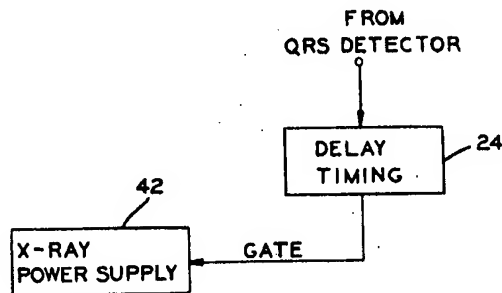 FROM
QRS DETECTOR
DELAY
TIMING
24
42
X-RAY
POWER SUPPLY
GATE